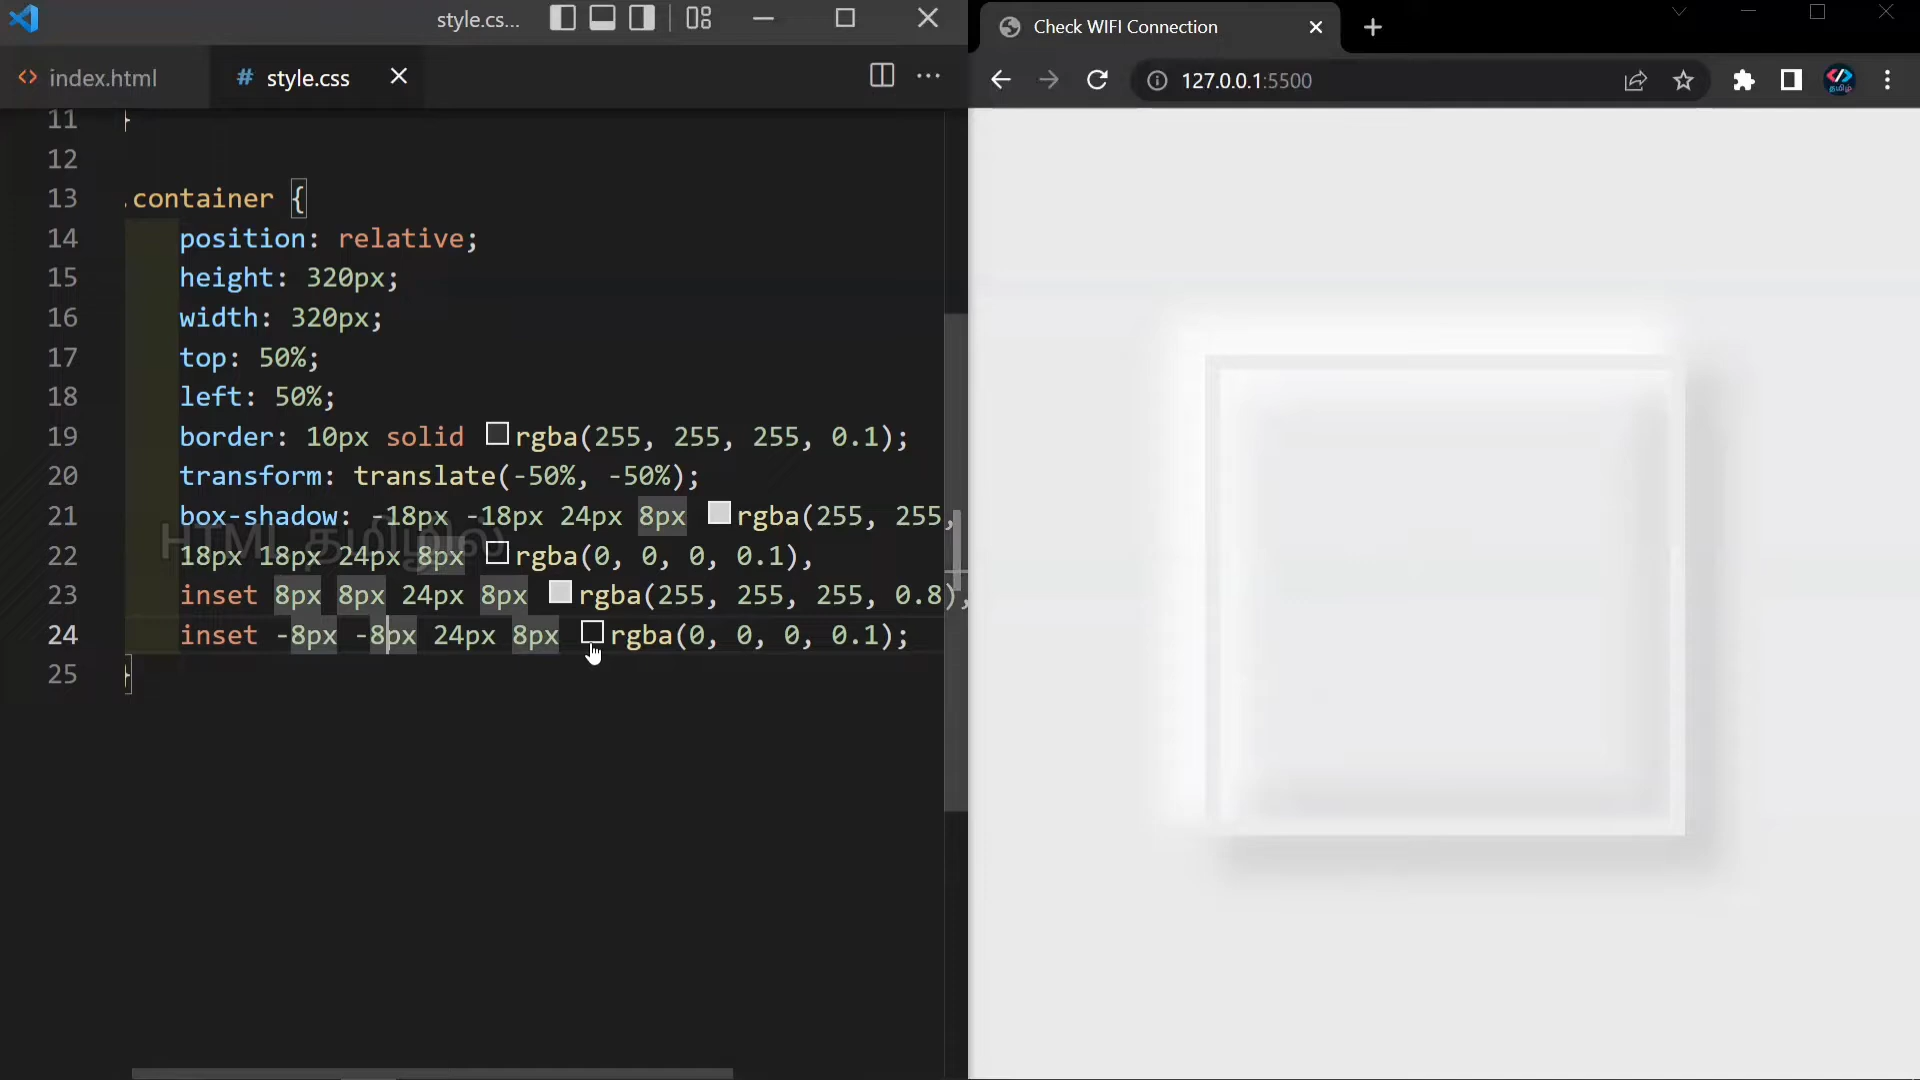 style.cs...
index.html
# style.css
Check WIFI Connection
127.0.0.1:5500
தமிழ்
11 }
12
13 .container {
14 position: relative;
15 height: 320px;
16 width: 320px;
17 top: 50%;
18 left: 50%;
19 border: 10px solid rgba(255, 255, 255, 0.1);
20 transform: translate(-50%, -50%);
21 box-shadow: -18px -18px 24px 8px rgba(255, 255,
22 18px 18px 24px 8px rgba(0, 0, 0, 0.1),
23 inset 8px 8px 24px 8px rgba(255, 255, 255, 0.8),
24 inset -8px -8px 24px 8px rgba(0, 0, 0, 0.1);
25 }
HTML தமிழில்